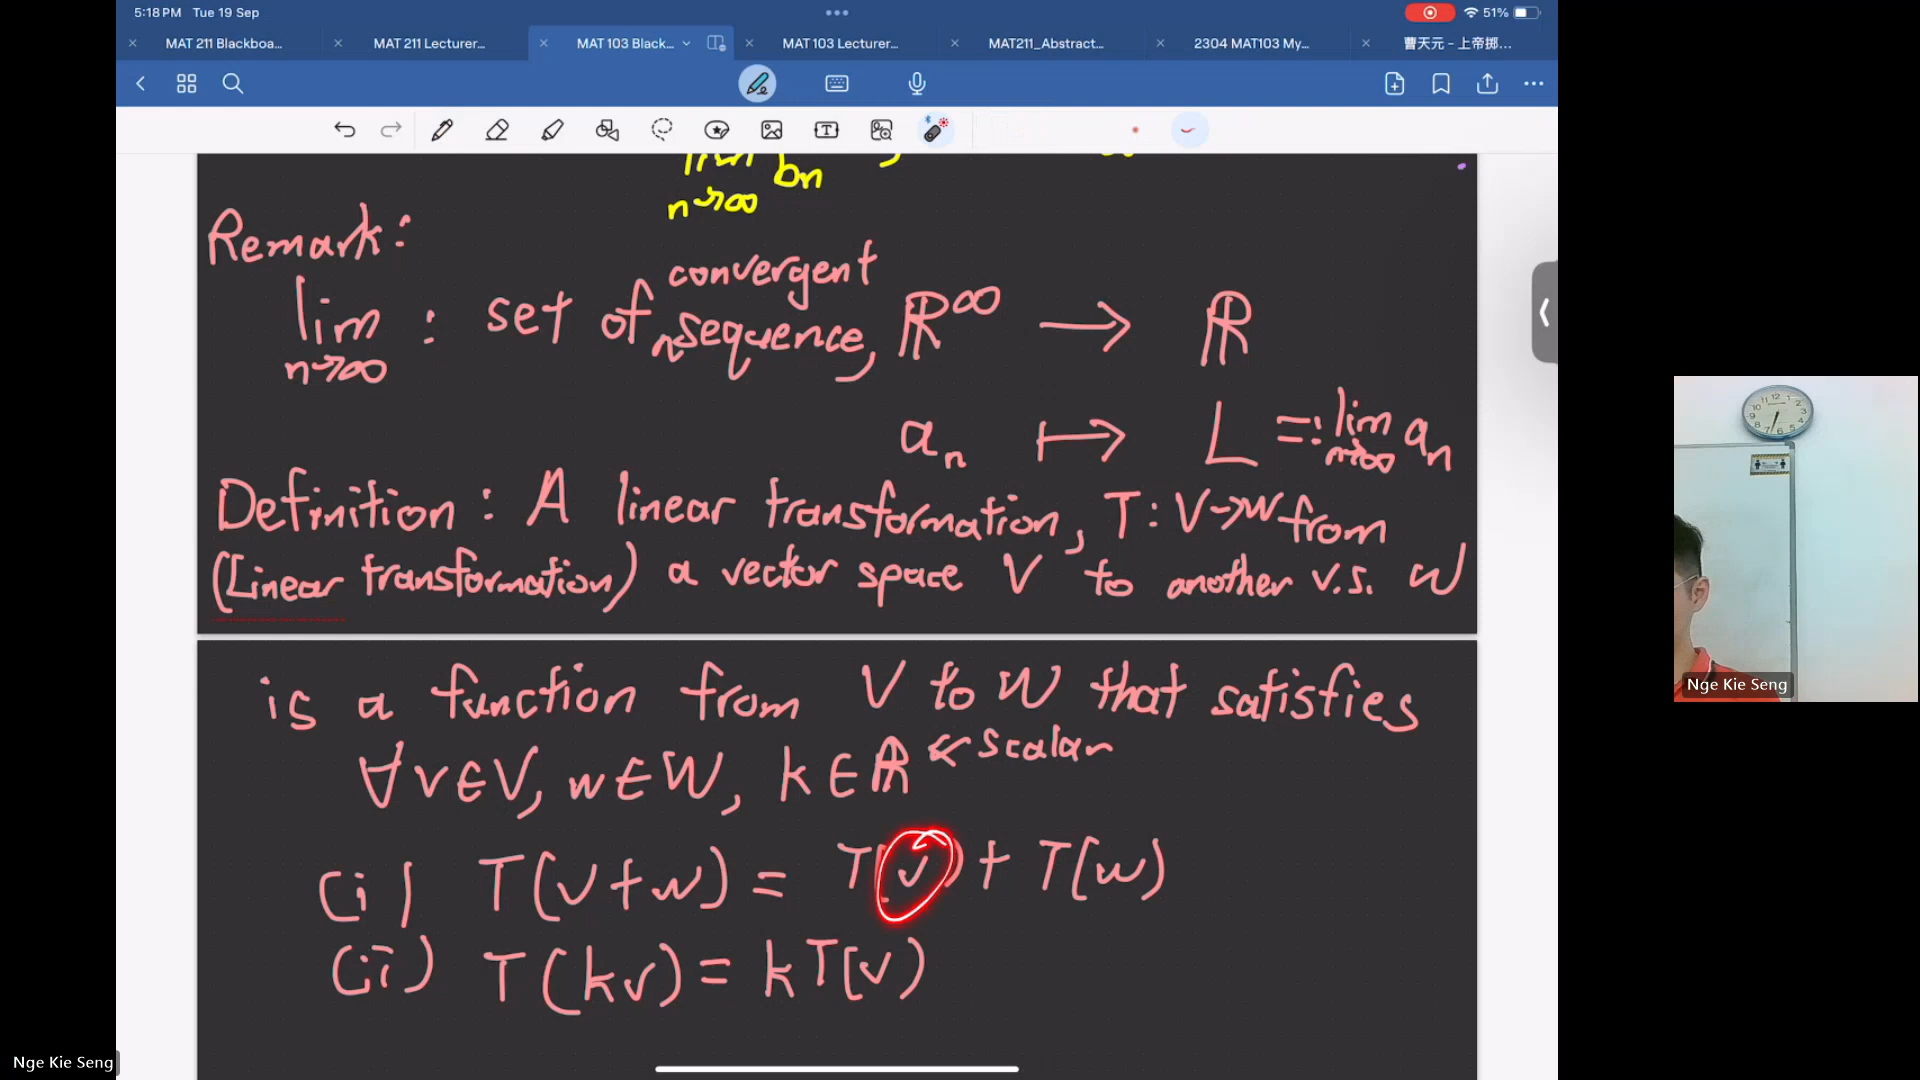 5:18 PM Tue 19 Sep
51%
MAT 211 Blackboa...
MAT 211 Lecturer...
MAT 103 Black...
MAT 103 Lecturer...
MAT211_Abstract...
2304 MAT103 My...
曹天元 - 上帝掷...
lim bn
n→∞
Remark:
lim n→∞ : set of convergent sequence, ℝ^∞ → ℝ
aₙ ↦ L =: lim n→∞ aₙ
Definition: A linear transformation, T: V→W from
(Linear transformation) a vector space V to another v.s. W
is a function from V to W that satisfies
∀v∈V, w∈W, k∈ℝ ← scalar
(i) T(v+w) = T(v) + T(w)
(ii) T(kv) = kT(v)
Nge Kie Seng
Nge Kie Seng